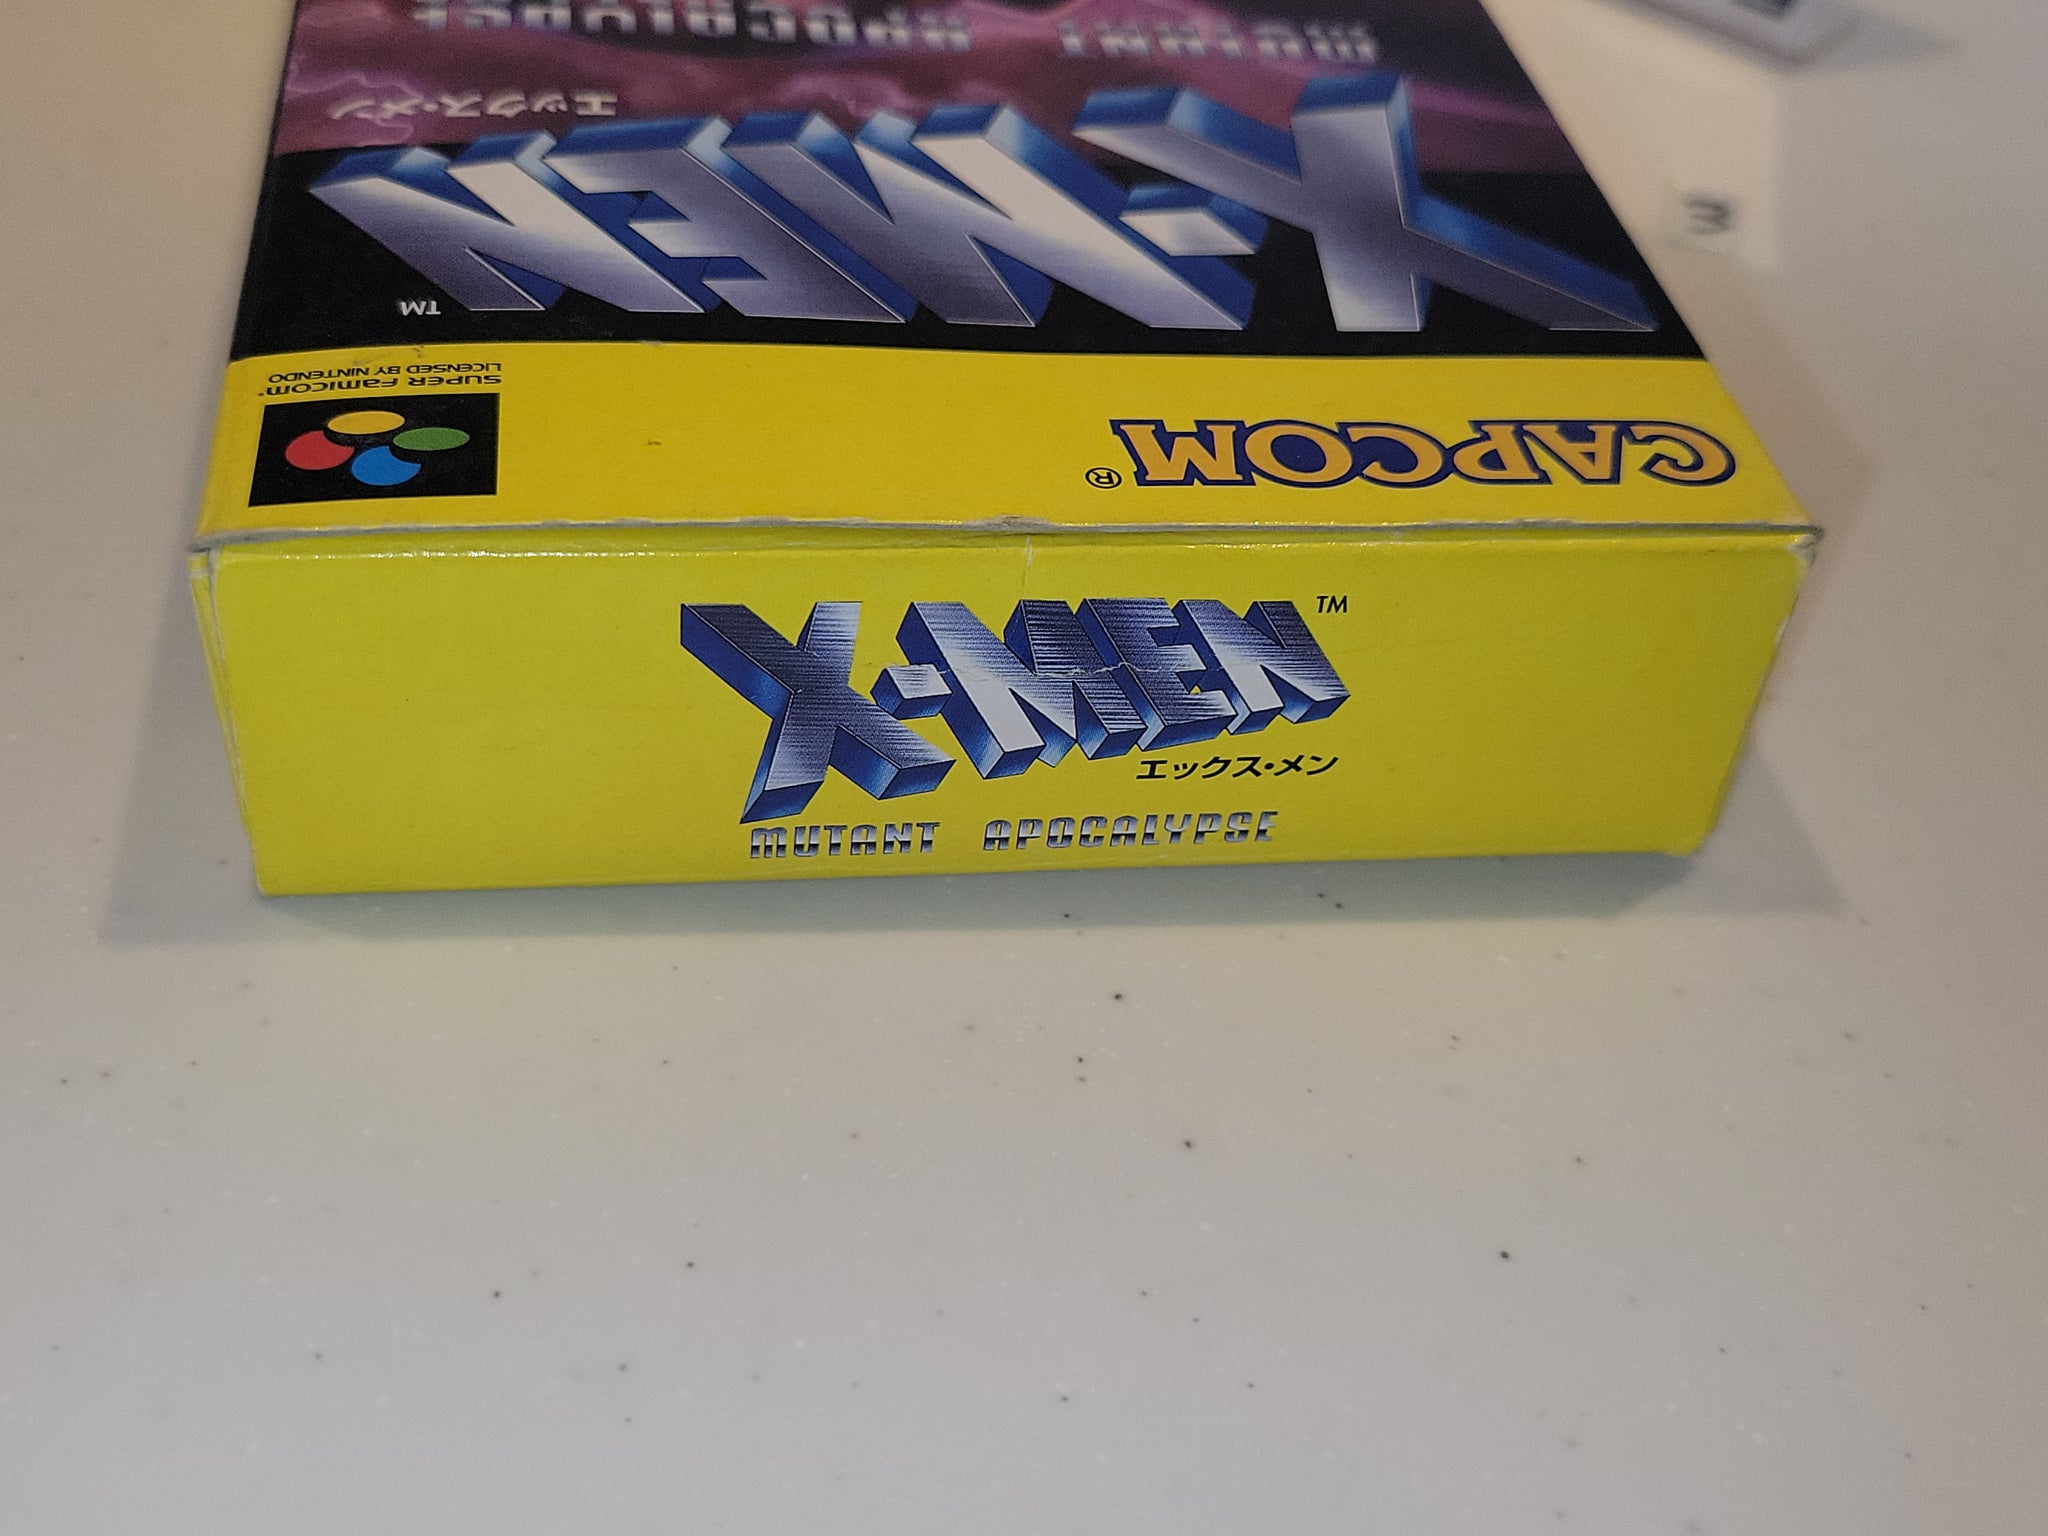 MUTANT APOCALYPSE
エックス・メン
X-MEN
TM
SUPER FAMICOM
LICENSED BY NINTENDO
CAPCOM®
X-MEN™
エックス・メン
MUTANT APOCALYPSE